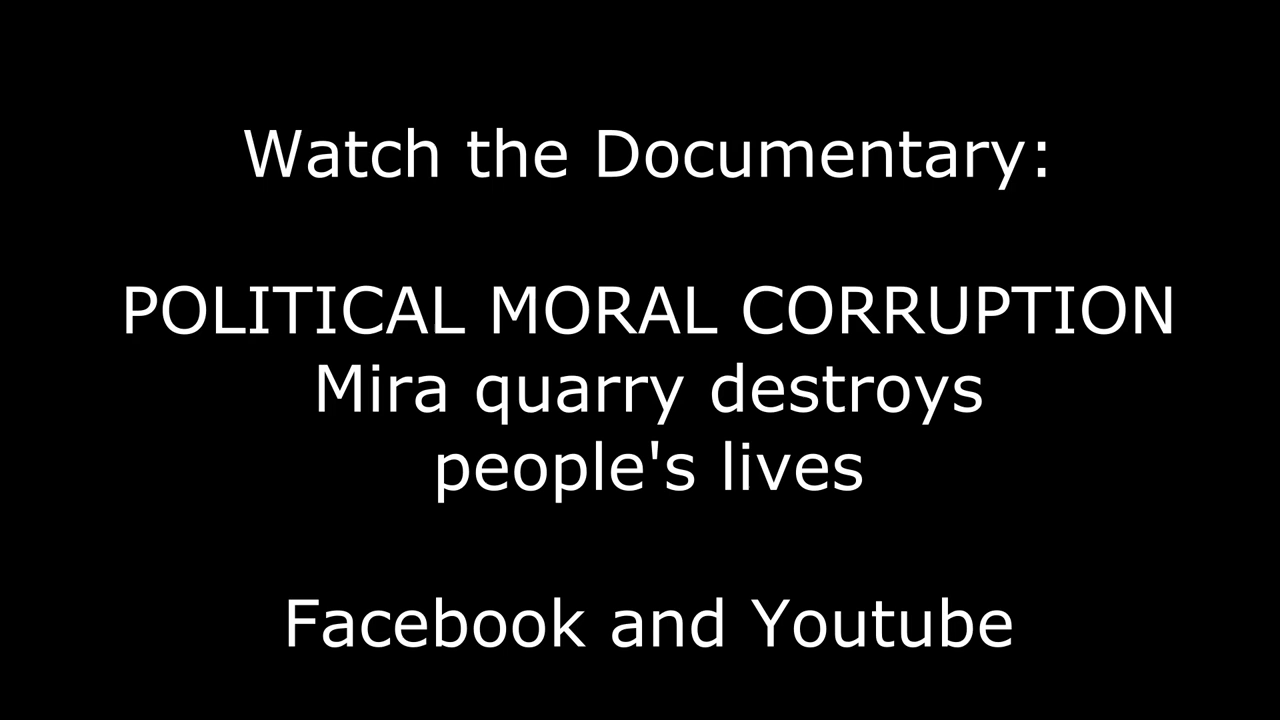 Watch the Documentary:
POLITICAL MORAL CORRUPTION
Mira quarry destroys
people's lives
Facebook and Youtube